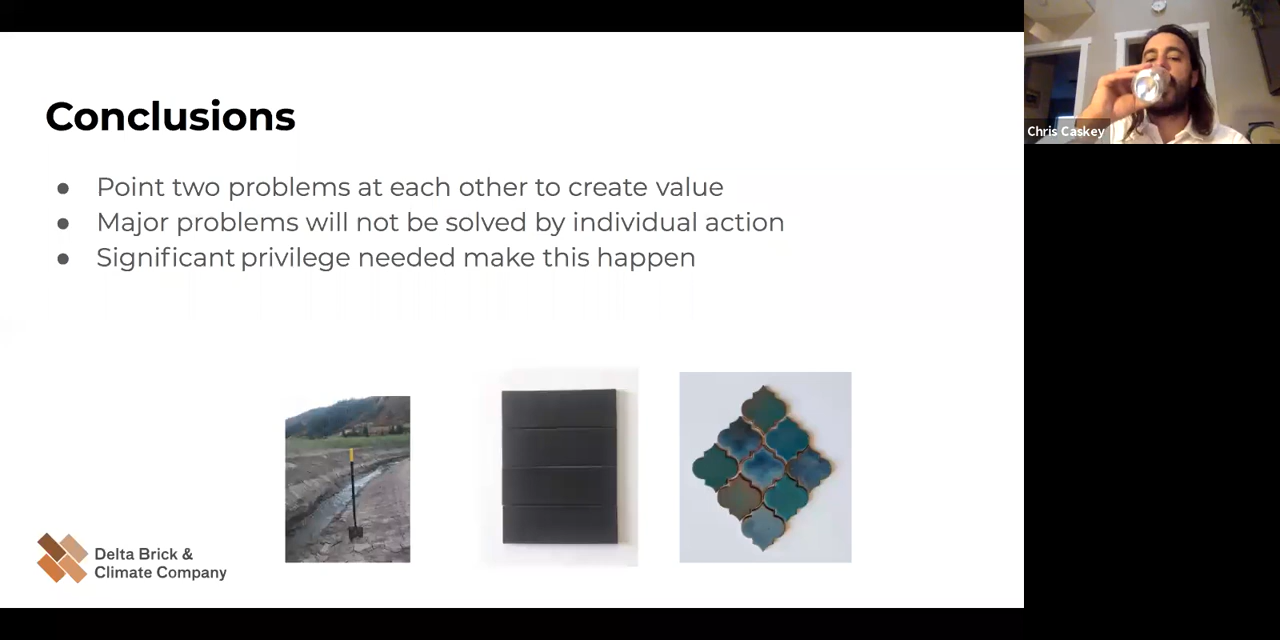 Conclusions
● Point two problems at each other to create value
● Major problems will not be solved by individual action
● Significant privilege needed make this happen
Delta Brick &
Climate Company
Chris Caskey